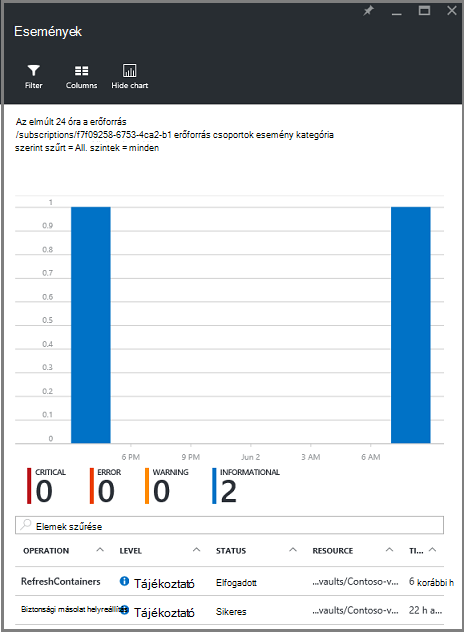 Események
Filter
Columns
Hide chart
Az elmúlt 24 óra a erőforrás
/subscriptions/f7f09258-6753-4ca2-b1 erőforrás csoportok esemény kategória
szerint szűrt = All. szintek = minden
1
0.9
0.8
0.7
0.6
0.5
0.4
0.3
0.2
0.1
0
6 PM 9 PM Jun 2 3 AM 6 AM
CRITICAL ERROR WARNING INFORMATIONAL
0 0 0 2
Elemek szűrése
OPERATION LEVEL STATUS RESOURCE TI...
RefreshContainers Tájékoztató Elfogadott ...vaults/Contoso-v... 6 korábbi h
Biztonsági másolat helyreállítá Tájékoztató Sikeres ...vaults/Contoso-v... 22 h a...